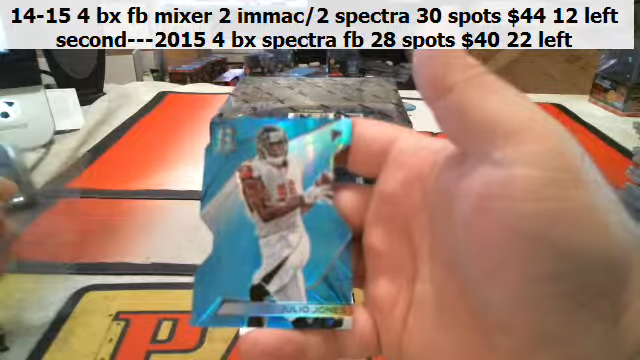 14-15 4 bx fb mixer 2 immac/2 spectra 30 spots $44 12 left
second---2015 4 bx spectra fb 28 spots $40 22 left
JULIO JONES